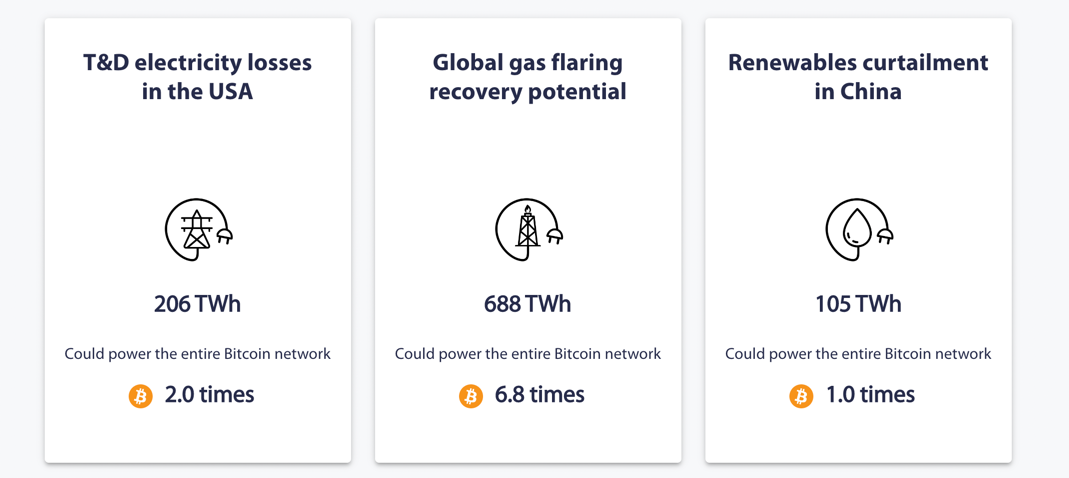 T&D electricity losses
in the USA
206 TWh
Could power the entire Bitcoin network
2.0 times
Global gas flaring
recovery potential
688 TWh
Could power the entire Bitcoin network
6.8 times
Renewables curtailment
in China
105 TWh
Could power the entire Bitcoin network
1.0 times